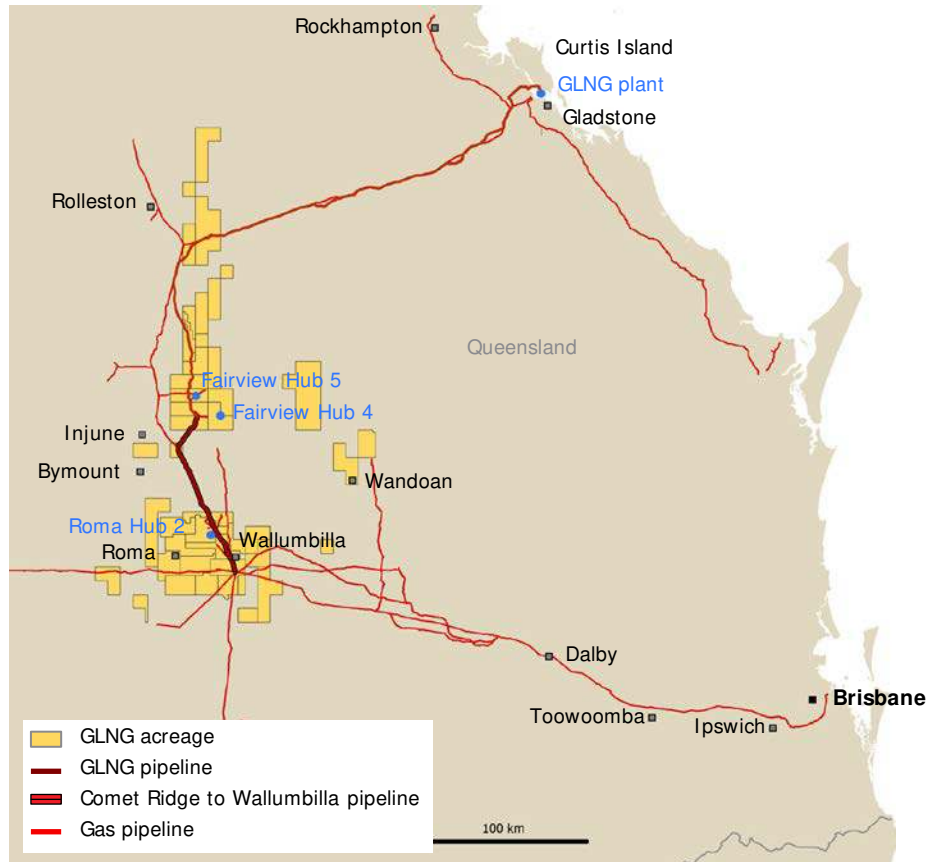 Rockhampton
Curtis Island
GLNG plant
Gladstone
Rolleston
Queensland
Fairview Hub 5
Fairview Hub 4
Injune
Bymount
Wandoan
Roma Hub 2
Wallumbilla
Roma
Dalby
Brisbane
Toowoomba
Ipswich
GLNG acreage
GLNG pipeline
Comet Ridge to Wallumbilla pipeline
Gas pipeline
100 km